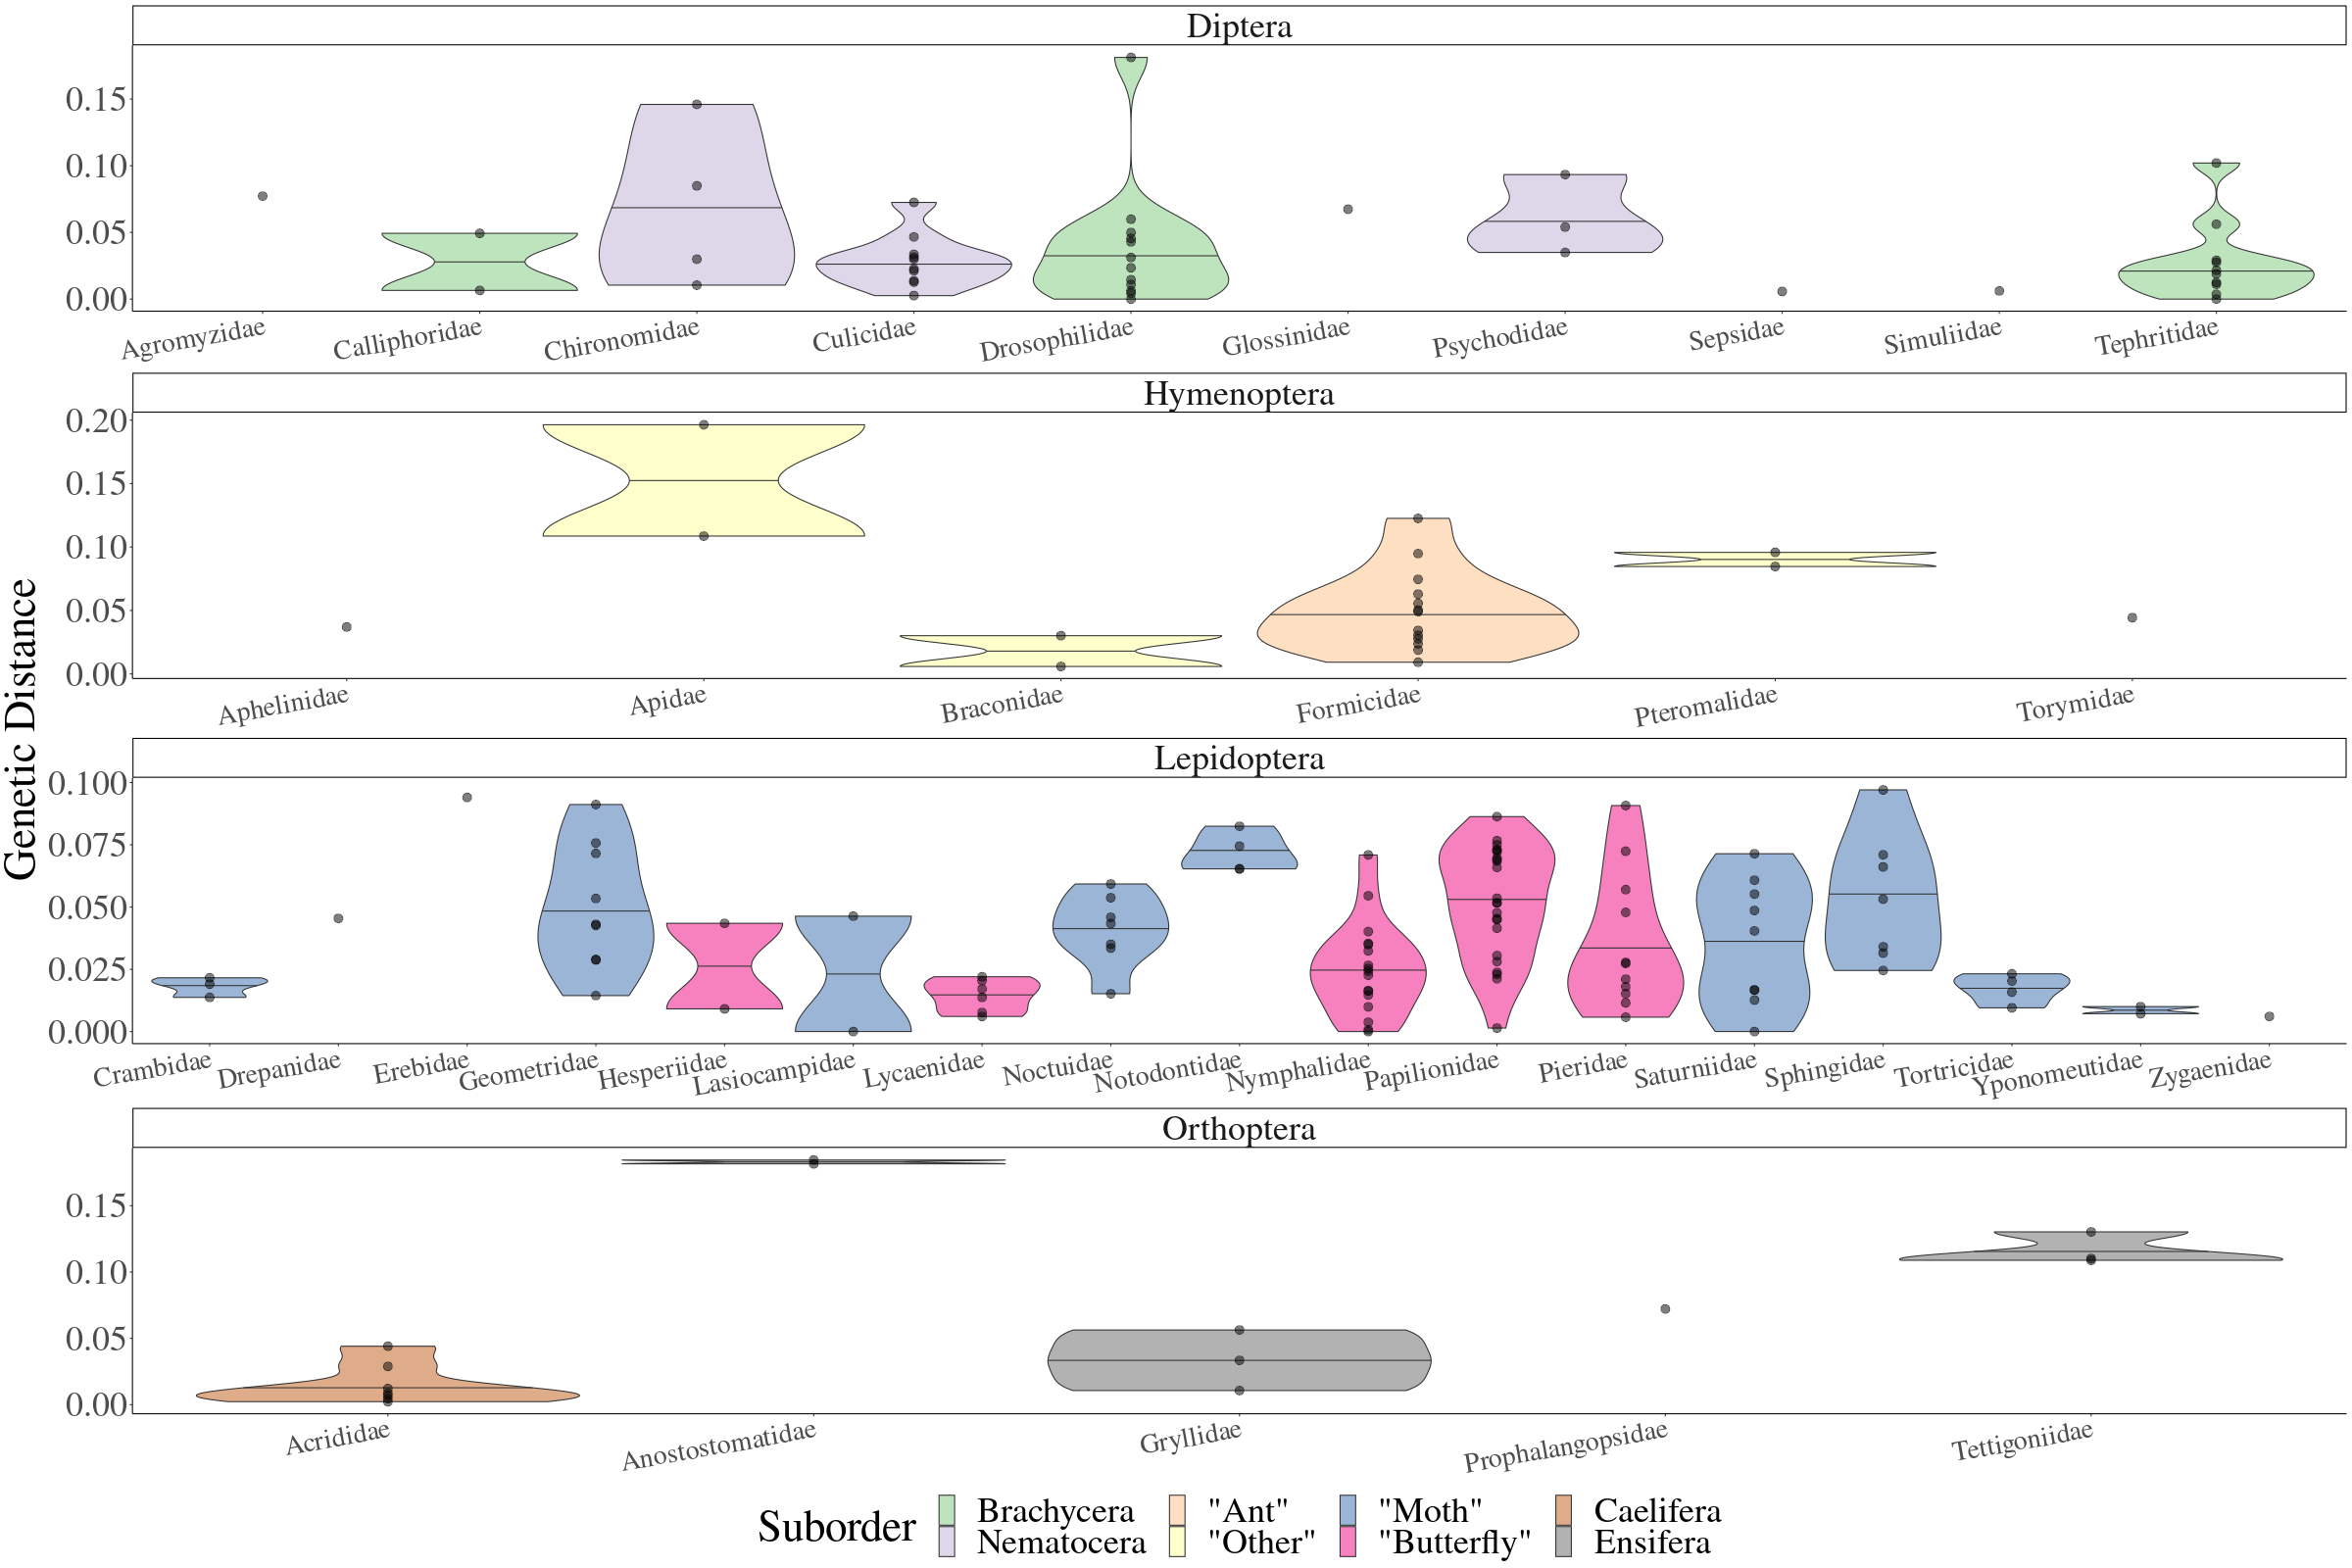 Genetic Distance
Diptera
0.15
0.10
0.05
0.00
Agromyzidae Calliphoridae Chironomidae Culicidae Drosophilidae Glossinidae Psychodidae Sepsidae Simuliidae Tephritidae
Hymenoptera
0.20
0.15
0.10
0.05
0.00
Aphelinidae Apidae Braconidae Formicidae Pteromalidae Torymidae
Lepidoptera
0.100
0.075
0.050
0.025
0.000
Crambidae Drepanidae Erebidae Geometridae Hesperiidae Lasiocampidae Lycaenidae Noctuidae Notodontidae Nymphalidae Papilionidae Pieridae Saturniidae Sphingidae Tortricidae Yponomeutidae Zygaenidae
Orthoptera
0.15
0.10
0.05
0.00
Acrididae Anostostomatidae Gryllidae Prophalangopsidae Tettigoniidae
Suborder
Brachycera "Ant" "Moth" Caelifera
Nematocera "Other" "Butterfly" Ensifera